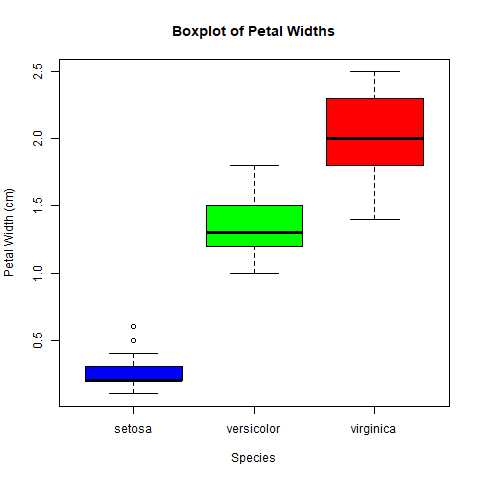 Boxplot of Petal Widths
Petal Width (cm)
2.5
2.0
1.5
1.0
0.5
setosa versicolor virginica
Species